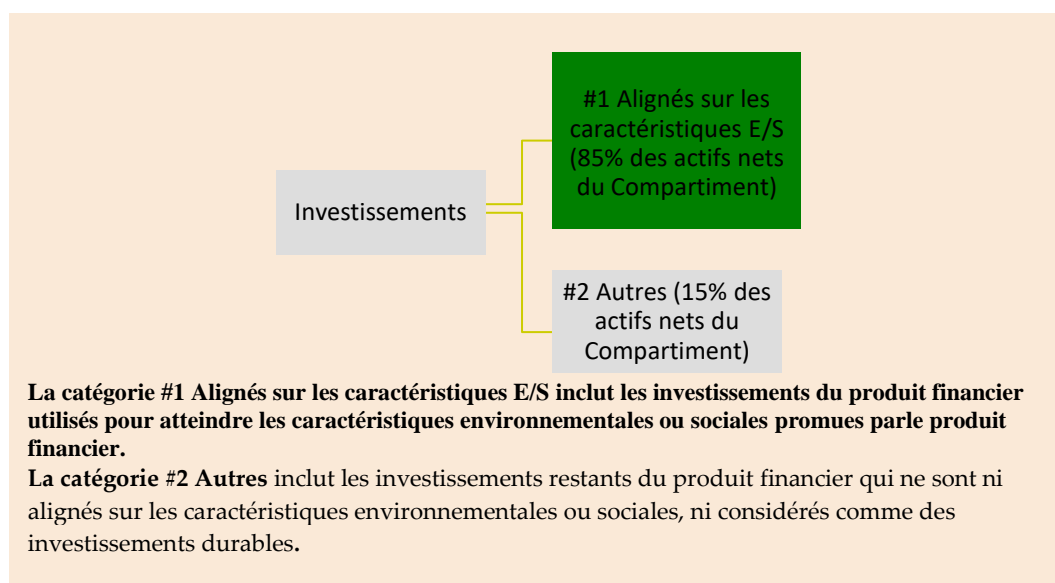 #1 Alignés sur les
caractéristiques E/S
(85% des actifs nets
du Compartiment)
Investissements
#2 Autres (15% des
actifs nets du
Compartiment)
La catégorie #1 Alignés sur les caractéristiques E/S inclut les investissements du produit financier
utilisés pour atteindre les caractéristiques environnementales ou sociales promues parle produit
financier.
La catégorie #2 Autres inclut les investissements restants du produit financier qui ne sont ni
alignés sur les caractéristiques environnementales ou sociales, ni considérés comme des
investissements durables.